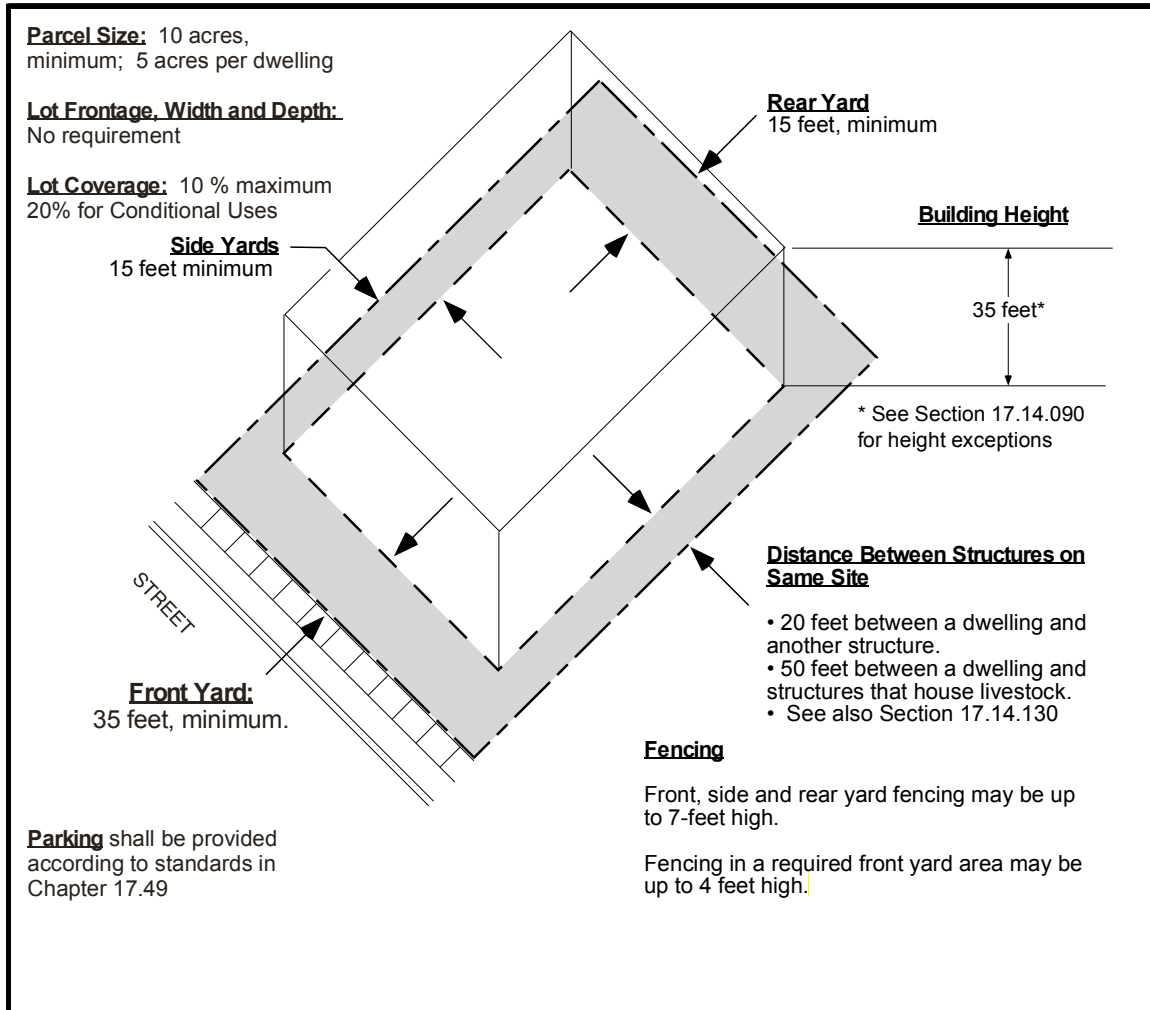 Parcel Size: 10 acres,
minimum; 5 acres per dwelling
Lot Frontage, Width and Depth:
No requirement
Lot Coverage: 10 % maximum
20% for Conditional Uses
Side Yards
15 feet minimum
Rear Yard
15 feet, minimum
Building Height
35 feet*
* See Section 17.14.090
for height exceptions
STREET
Front Yard:
35 feet, minimum.
Distance Between Structures on
Same Site
• 20 feet between a dwelling and
another structure.
• 50 feet between a dwelling and
structures that house livestock.
• See also Section 17.14.130
Fencing
Front, side and rear yard fencing may be up
to 7-feet high.
Fencing in a required front yard area may be
up to 4 feet high.
Parking shall be provided
according to standards in
Chapter 17.49